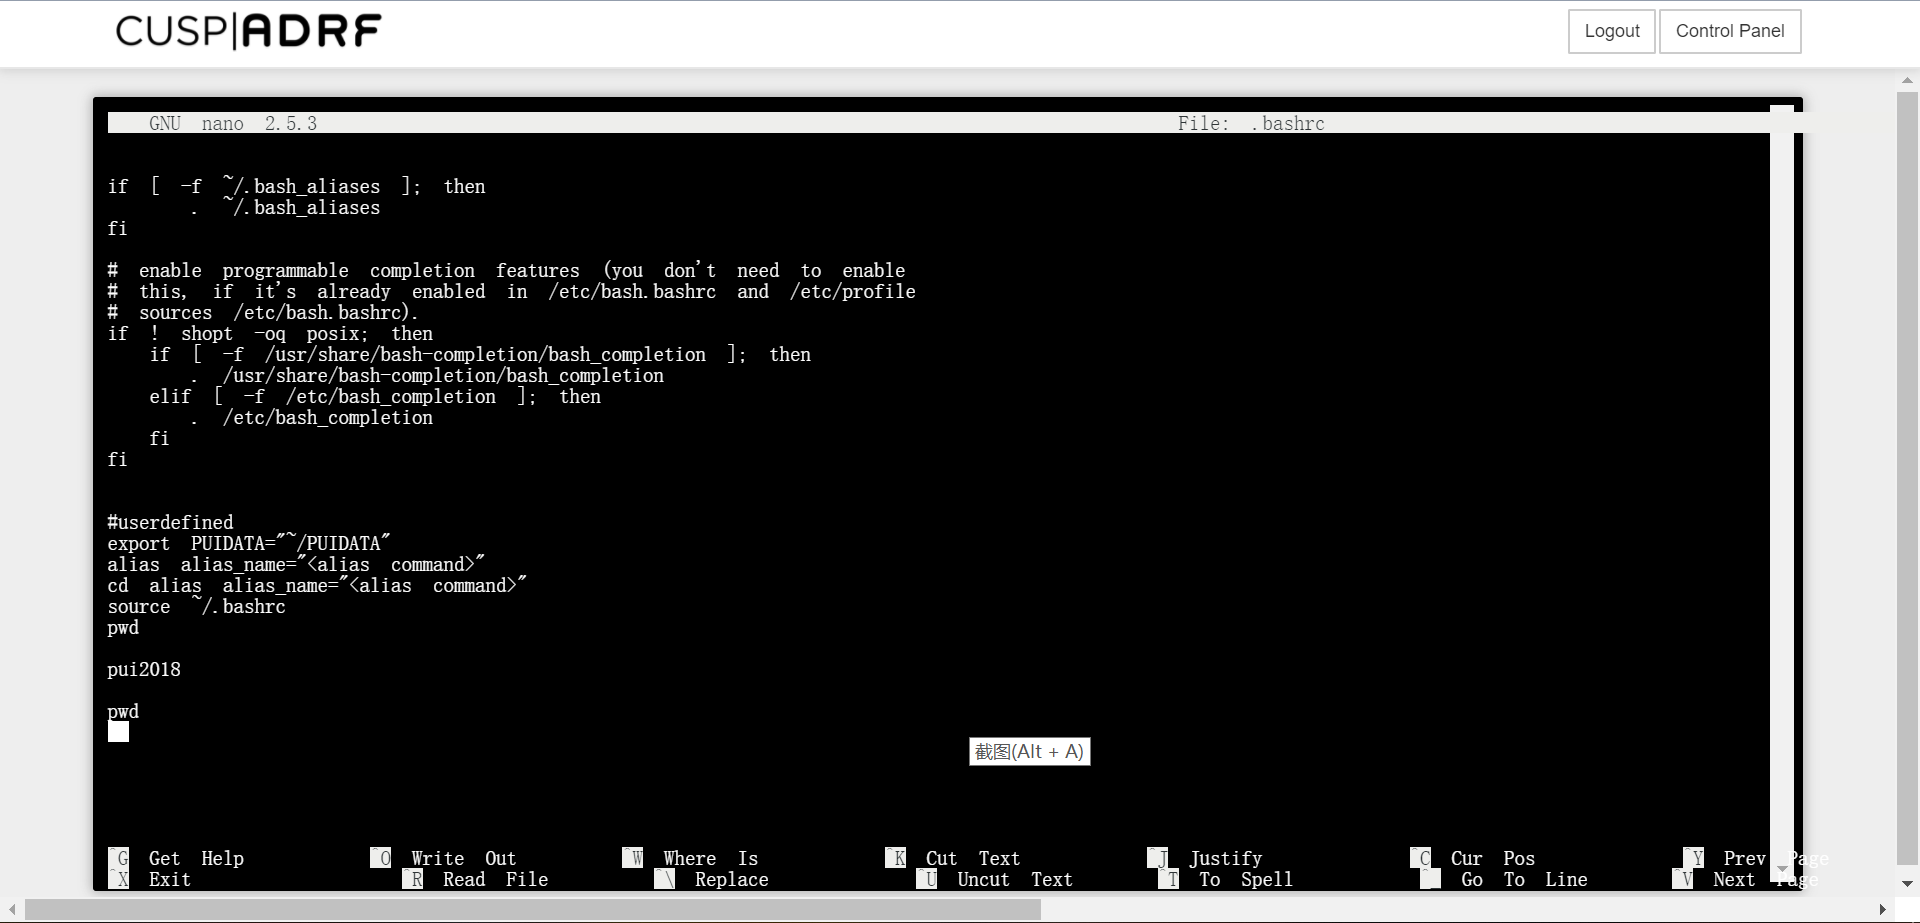 CUSP|ADRF
Logout
Control Panel
GNU nano 2.5.3 File: .bashrc
if [ -f ~/.bash_aliases ]; then
. ~/.bash_aliases
fi
# enable programmable completion features (you don't need to enable
# this, if it's already enabled in /etc/bash.bashrc and /etc/profile
# sources /etc/bash.bashrc).
if ! shopt -oq posix; then
if [ -f /usr/share/bash-completion/bash_completion ]; then
. /usr/share/bash-completion/bash_completion
elif [ -f /etc/bash_completion ]; then
. /etc/bash_completion
fi
fi
#userdefined
export PUIDATA="~/PUIDATA"
alias alias_name="<alias command>"
cd alias alias_name="<alias command>"
source ~/.bashrc
pwd
pui2018
pwd
截图(Alt + A)
^G Get Help ^O Write Out ^W Where Is ^K Cut Text ^J Justify ^C Cur Pos ^Y Prev Page
^X Exit ^R Read File ^\ Replace ^U Uncut Text ^T To Spell ^_ Go To Line ^V Next Page